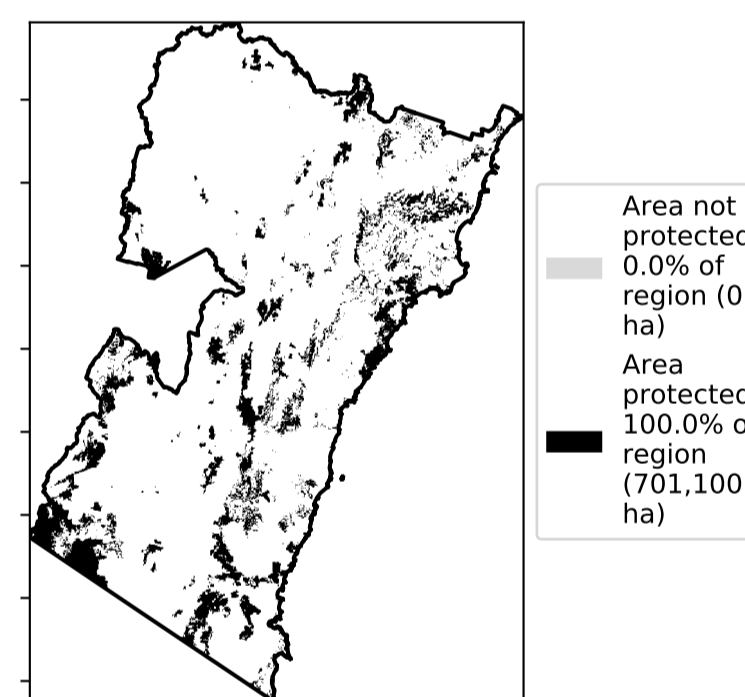 Area not
protected
0.0% of
region (0
ha)
Area
protected
100.0% o
region
(701,100
ha)